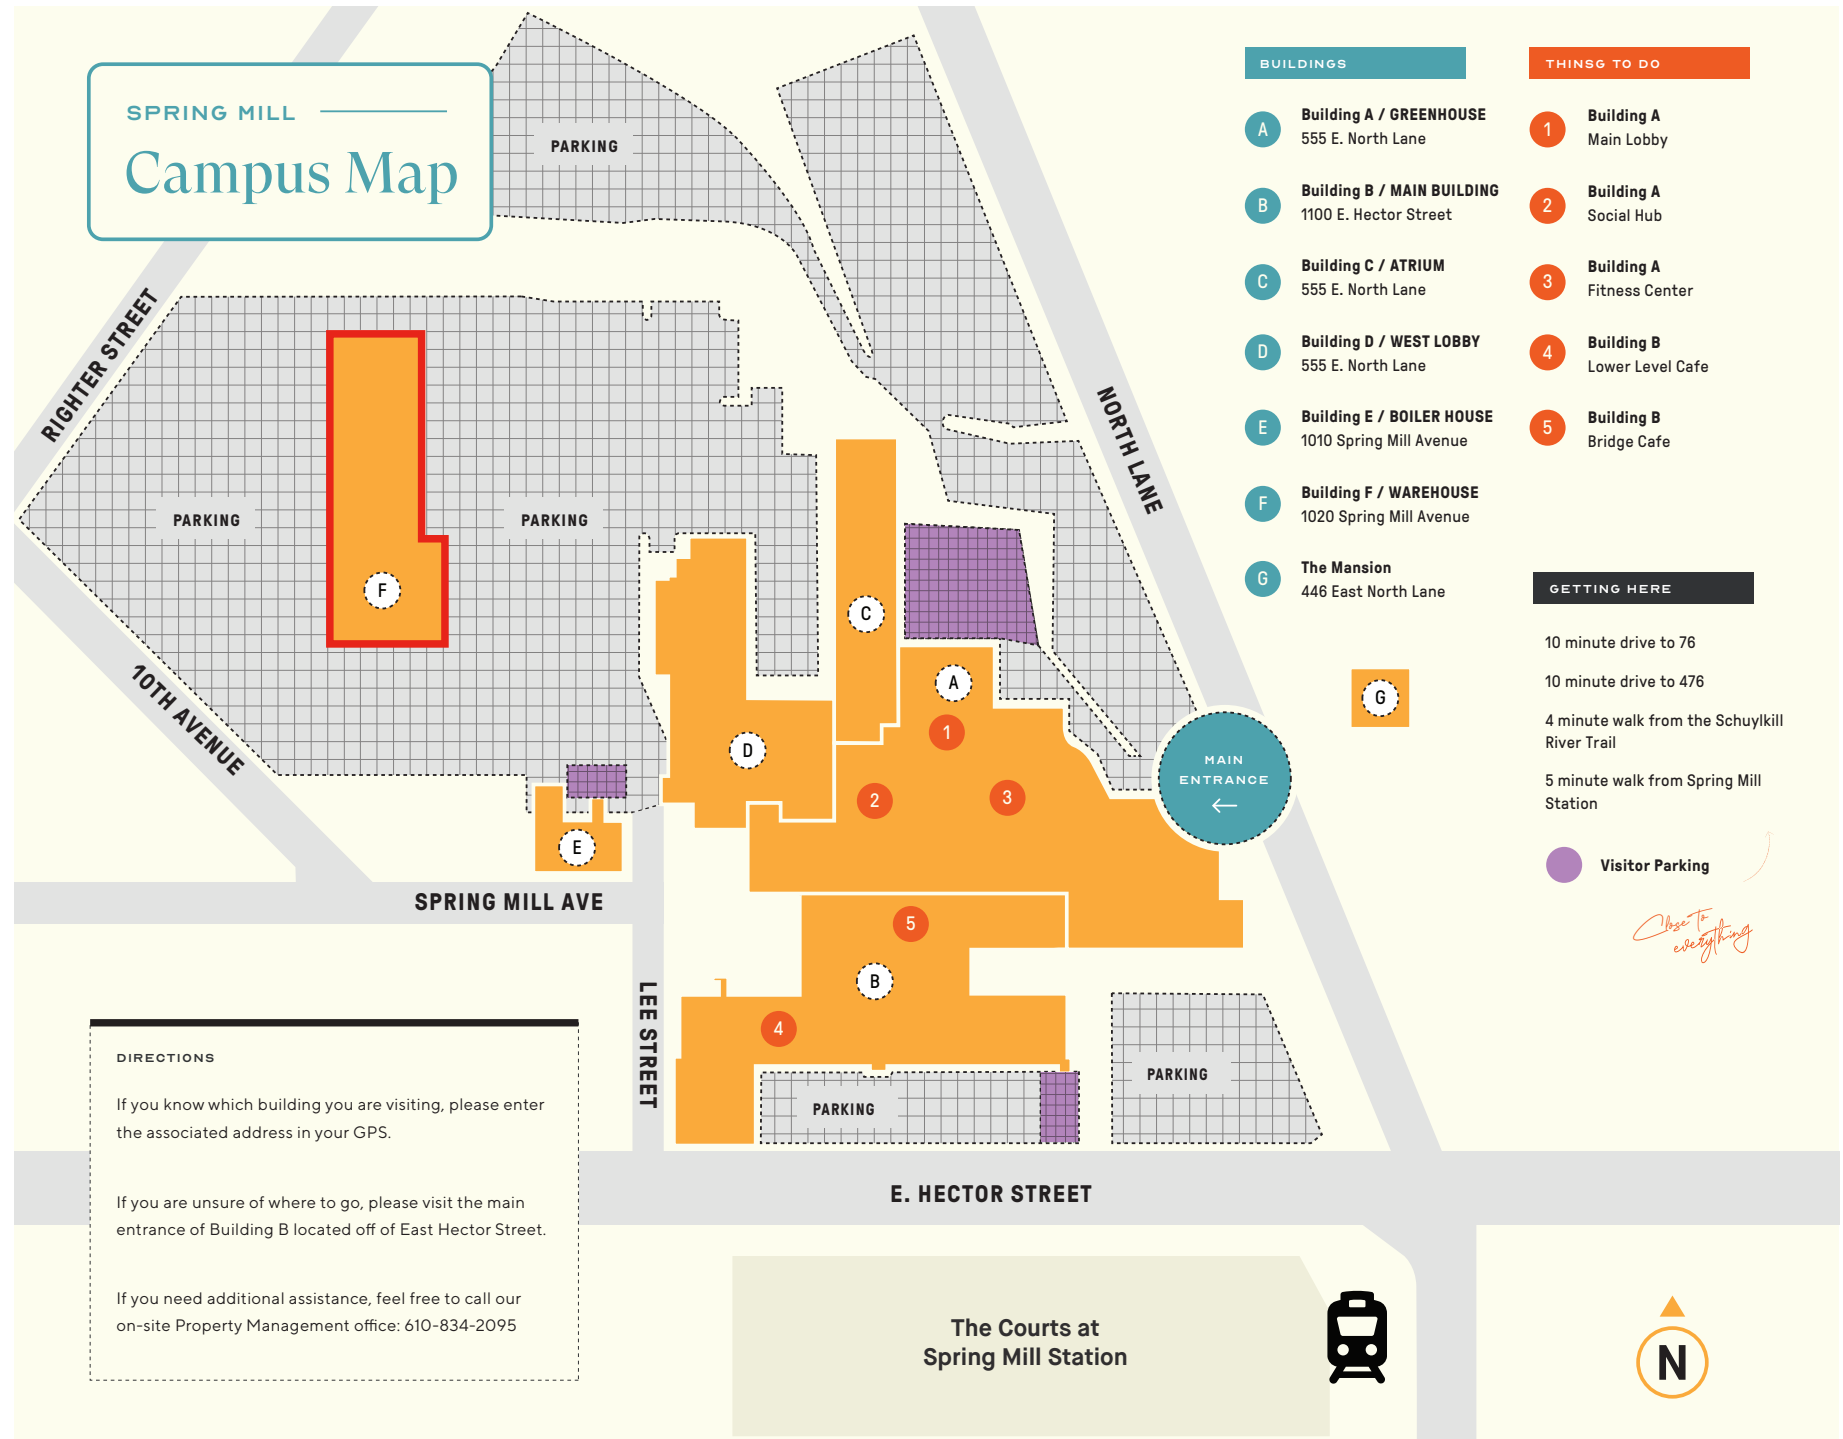 SPRING MILL
Campus Map
PARKING
RIGHTER STREET
PARKING
F
PARKING
10TH AVENUE
C
A
1
D
2
3
E
SPRING MILL AVE
5
B
4
LEE STREET
PARKING
PARKING
E. HECTOR STREET
NORTH LANE
MAIN
ENTRANCE
G
The Courts at
Spring Mill Station
BUILDINGS
A
Building A / GREENHOUSE
555 E. North Lane
B
Building B / MAIN BUILDING
1100 E. Hector Street
C
Building C / ATRIUM
555 E. North Lane
D
Building D / WEST LOBBY
555 E. North Lane
E
Building E / BOILER HOUSE
1010 Spring Mill Avenue
F
Building F / WAREHOUSE
1020 Spring Mill Avenue
G
The Mansion
446 East North Lane
THINSG TO DO
1
Building A
Main Lobby
2
Building A
Social Hub
3
Building A
Fitness Center
4
Building B
Lower Level Cafe
5
Building B
Bridge Cafe
GETTING HERE
10 minute drive to 76
10 minute drive to 476
4 minute walk from the Schuylkill
River Trail
5 minute walk from Spring Mill
Station
Visitor Parking
Close To
everything
DIRECTIONS
If you know which building you are visiting, please enter
the associated address in your GPS.
If you are unsure of where to go, please visit the main
entrance of Building B located off of East Hector Street.
If you need additional assistance, feel free to call our
on-site Property Management office: 610-834-2095
N